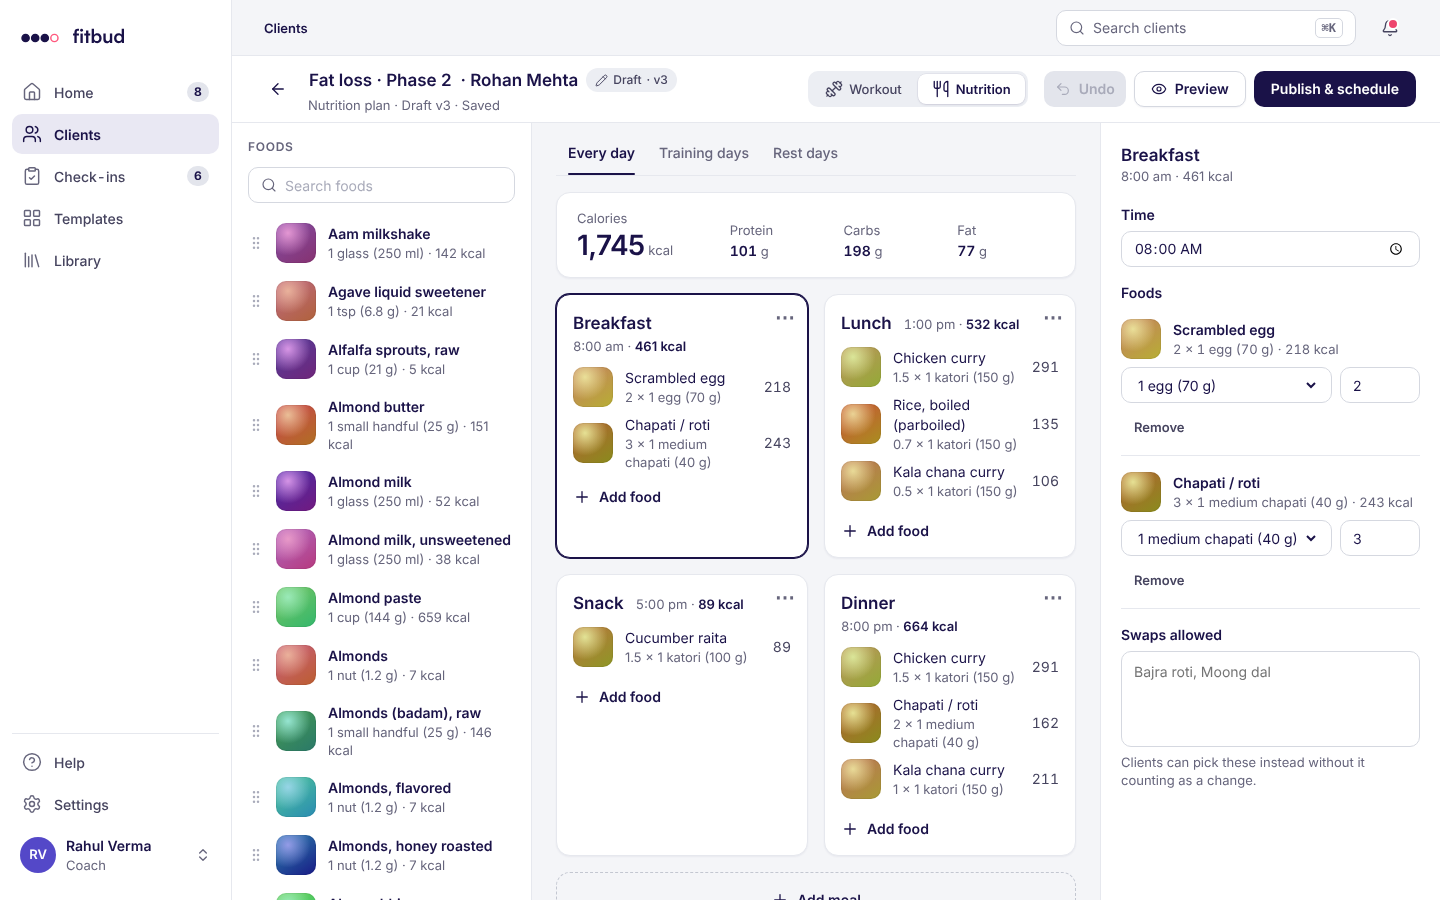 fitbud
Home 8
Clients
Check-ins 6
Templates
Library
Help
Settings
RV
Rahul Verma
Coach
Clients
Search clients
⌘K
Fat loss · Phase 2 · Rohan Mehta
Draft · v3
Nutrition plan · Draft v3 · Saved
Workout
Nutrition
Undo
Preview
Publish & schedule
FOODS
Search foods
Aam milkshake
1 glass (250 ml) · 142 kcal
Agave liquid sweetener
1 tsp (6.8 g) · 21 kcal
Alfalfa sprouts, raw
1 cup (21 g) · 5 kcal
Almond butter
1 small handful (25 g) · 151
kcal
Almond milk
1 glass (250 ml) · 52 kcal
Almond milk, unsweetened
1 glass (250 ml) · 38 kcal
Almond paste
1 cup (144 g) · 659 kcal
Almonds
1 nut (1.2 g) · 7 kcal
Almonds (badam), raw
1 small handful (25 g) · 146
kcal
Almonds, flavored
1 nut (1.2 g) · 7 kcal
Almonds, honey roasted
1 nut (1.2 g) · 7 kcal
Every day
Training days
Rest days
Calories
1,745 kcal
Protein
101 g
Carbs
198 g
Fat
77 g
Breakfast
8:00 am · 461 kcal
Scrambled egg
2 × 1 egg (70 g)
218
Chapati / roti
3 × 1 medium
chapati (40 g)
243
Add food
Lunch 1:00 pm · 532 kcal
Chicken curry
1.5 × 1 katori (150 g)
291
Rice, boiled
(parboiled)
0.7 × 1 katori (150 g)
135
Kala chana curry
0.5 × 1 katori (150 g)
106
Add food
Snack 5:00 pm · 89 kcal
Cucumber raita
1.5 × 1 katori (100 g)
89
Add food
Dinner
8:00 pm · 664 kcal
Chicken curry
1.5 × 1 katori (150 g)
291
Chapati / roti
2 × 1 medium
chapati (40 g)
162
Kala chana curry
1 × 1 katori (150 g)
211
Add food
Add meal
Breakfast
8:00 am · 461 kcal
Time
08:00 AM
Foods
Scrambled egg
2 × 1 egg (70 g) · 218 kcal
1 egg (70 g)
2
Remove
Chapati / roti
3 × 1 medium chapati (40 g) · 243 kcal
1 medium chapati (40 g)
3
Remove
Swaps allowed
Bajra roti, Moong dal
Clients can pick these instead without it
counting as a change.